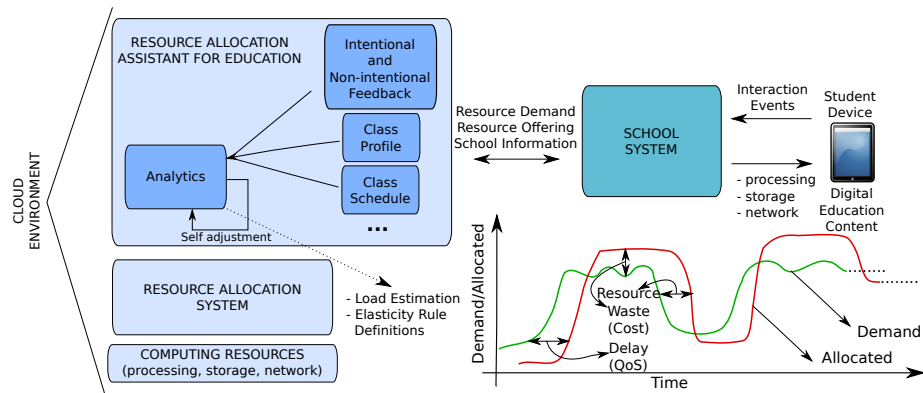 CLOUD
ENVIRONMENT
RESOURCE ALLOCATION
ASSISTANT FOR EDUCATION
Intentional
and
Non-intentional
Feedback
Class
Profile
Analytics
Class
Schedule
...
Self adjustment
RESOURCE ALLOCATION
SYSTEM
- Load Estimation
- Elasticity Rule
Definitions
COMPUTING RESOURCES
(processing, storage, network)
Resource Demand
Resource Offering
School Information
SCHOOL
SYSTEM
Interaction
Events
Student
Device
- processing
- storage
- network
Digital
Education
Content
Demand/Allocated
Resource
Waste
(Cost)
Delay
(QoS)
Demand
Allocated
Time